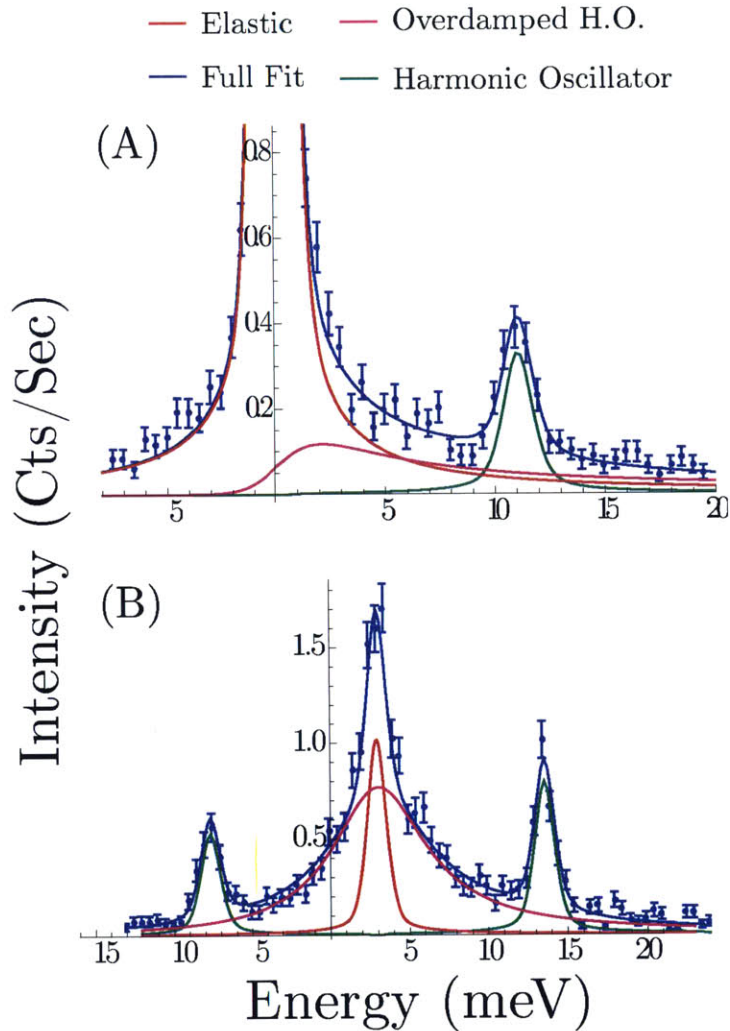 Elastic Overdamped H.O.
Full Fit Harmonic Oscillator
(A)
0.8
0.6
0.4
0.2
5 5 10 15 20
(B)
1.5
1.0
0.5
15 10 5 5 10 15 20
Intensity (Cts/Sec)
Energy (meV)